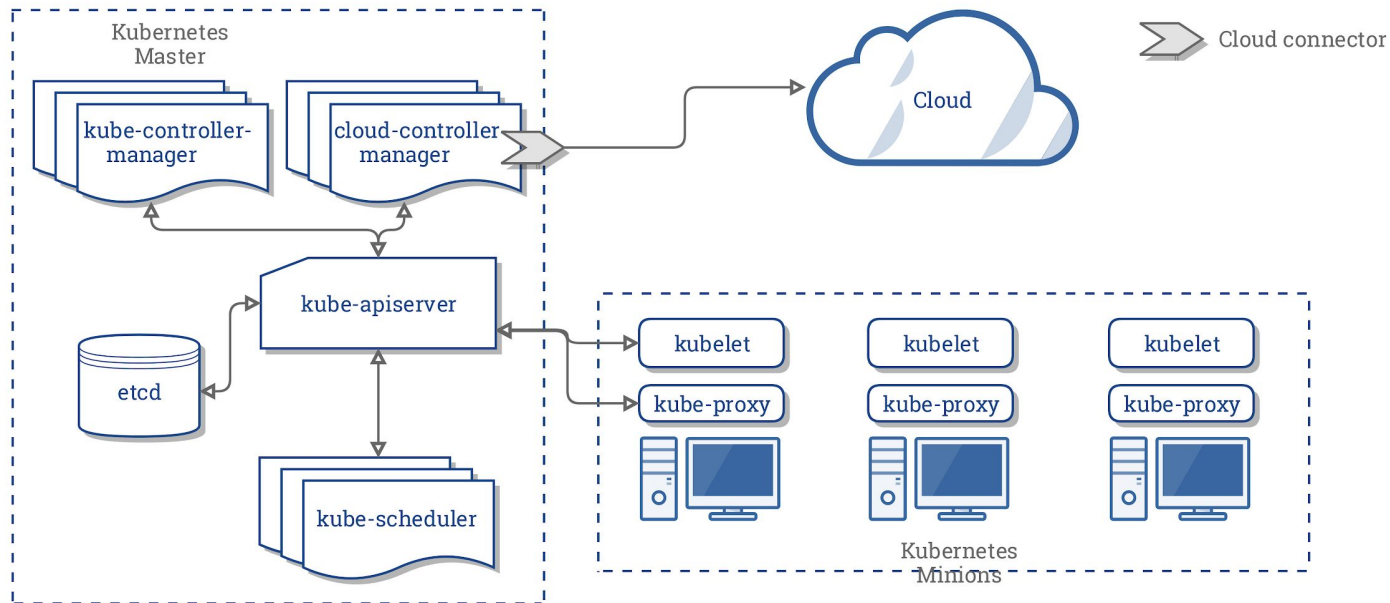 Kubernetes
Master
Cloud connector
kube-controller-
manager
cloud-controller
manager
Cloud
kube-apiserver
etcd
kube-scheduler
kubelet
kubelet
kubelet
kube-proxy
kube-proxy
kube-proxy
Kubernetes
Minions